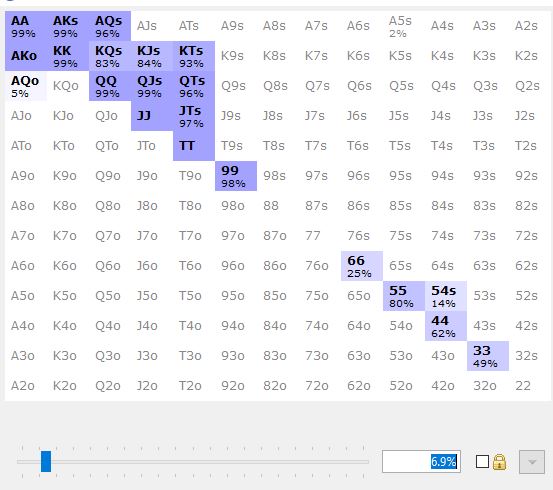 AA AKs AQs AJs ATs A9s A8s A7s A6s A5s A4s A3s A2s
99% 99% 96% 2%
AKo KK KQs KJs KTs K9s K8s K7s K6s K5s K4s K3s K2s
99% 83% 84% 93%
AQo KQo QQ QJs QTs Q9s Q8s Q7s Q6s Q5s Q4s Q3s Q2s
5% 99% 99% 96%
AJo KJo QJo JJ JTs J9s J8s J7s J6s J5s J4s J3s J2s
97%
ATo KTo QTo JTo TT T9s T8s T7s T6s T5s T4s T3s T2s
A9o K9o Q9o J9o T9o 99 98s 97s 96s 95s 94s 93s 92s
98%
A8o K8o Q8o J8o T8o 98o 88 87s 86s 85s 84s 83s 82s
A7o K7o Q7o J7o T7o 97o 87o 77 76s 75s 74s 73s 72s
A6o K6o Q6o J6o T6o 96o 86o 76o 66 65s 64s 63s 62s
25%
A5o K5o Q5o J5o T5o 95o 85o 75o 65o 55 54s 53s 52s
80% 14%
A4o K4o Q4o J4o T4o 94o 84o 74o 64o 54o 44 43s 42s
62%
A3o K3o Q3o J3o T3o 93o 83o 73o 63o 53o 43o 33 32s
49%
A2o K2o Q2o J2o T2o 92o 82o 72o 62o 52o 42o 32o 22
6.9%